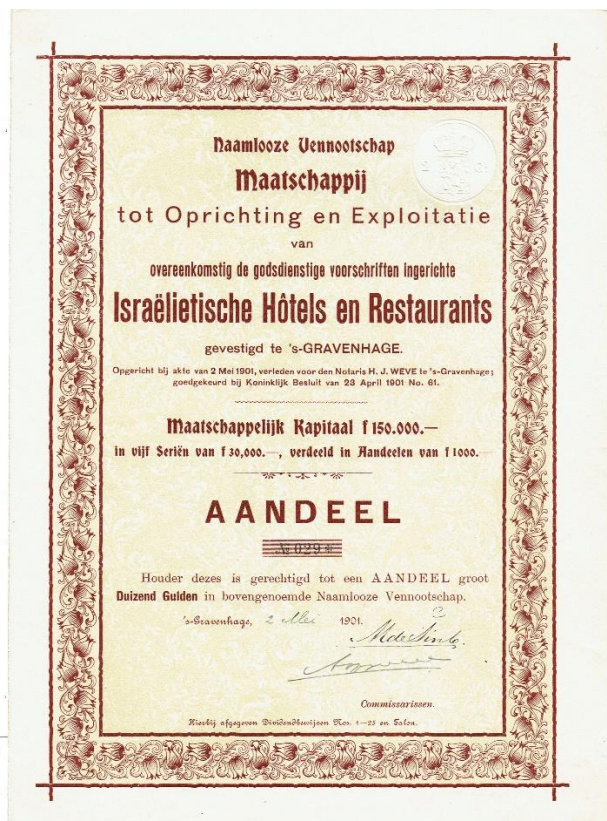 Naamlooze Vennootschap
Maatschappij
tot Oprichting en Exploitatie
van
overeenkomstig de godsdienstige voorschriften ingerichte
Israëlietische Hôtels en Restaurants
gevestigd te 's-GRAVENHAGE.
Opgericht bij akte van 2 Mei 1901, verleden voor den Notaris H. J. WEVE te 's-Gravenhage;
goedgekeurd bij Koninklijk Besluit van 23 April 1901 No. 61.
Maatschappelijk Kapitaal f 150.000.—
in vijf Seriën van f 30,000.—, verdeeld in Aandeelen van f 1000.—
AANDEEL
No 029*
Houder dezes is gerechtigd tot een AANDEEL groot
Duizend Gulden in bovengenoemde Naamlooze Vennootschap.
's-Gravenhage, 2 Mei 1901.
Commissarissen.
Hierbij afgegeven Dividendbewijzen Nos. 1—25 en Talon.